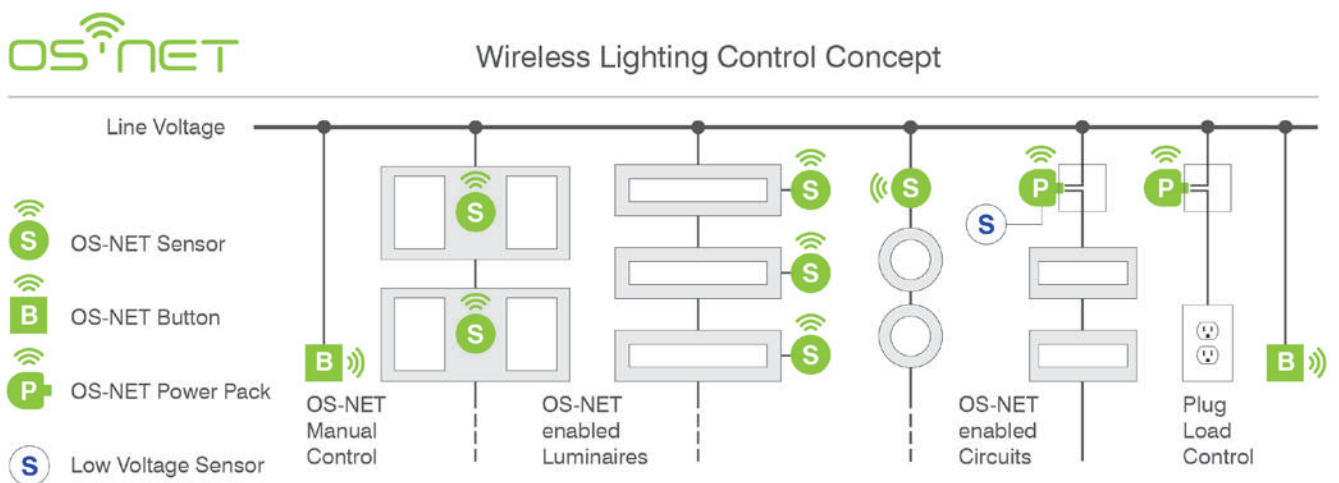 OS-NET
Wireless Lighting Control Concept
Line Voltage
S OS-NET Sensor
B OS-NET Button
P OS-NET Power Pack
S Low Voltage Sensor
B
S
S
S
S
S
S
P
S
P
B
OS-NET
Manual
Control
OS-NET
enabled
Luminaires
OS-NET
enabled
Circuits
Plug
Load
Control